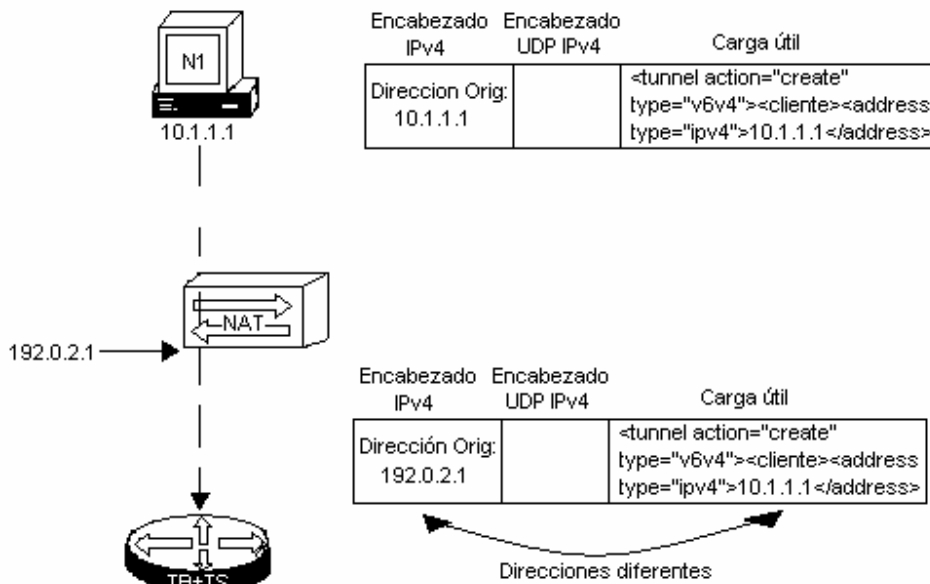 Encabezado IPv4
Encabezado UDP IPv4
Carga útil
N1
10.1.1.1
Direccion Orig:
10.1.1.1
<tunnel action="create"
type="v6v4"><cliente><address
type="ipv4">10.1.1.1</address>
NAT
192.0.2.1
Encabezado IPv4
Encabezado UDP IPv4
Carga útil
Dirección Orig:
192.0.2.1
<tunnel action="create"
type="v6v4"><cliente><address
type="ipv4">10.1.1.1</address>
TB+TS
Direcciones diferentes